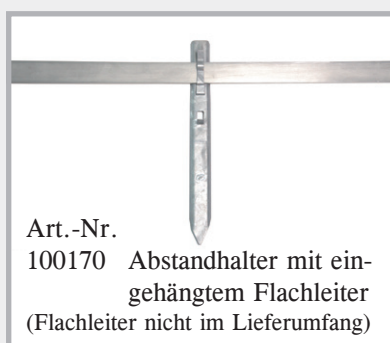 Art.-Nr.
100170 Abstandhalter mit ein-
gehängtem Flachleiter
(Flachleiter nicht im Lieferumfang)